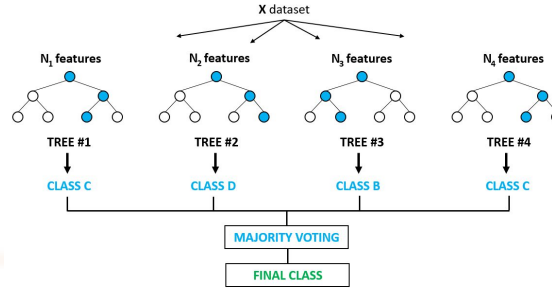 X dataset
N1 features
N2 features
N3 features
N4 features
TREE #1
TREE #2
TREE #3
TREE #4
CLASS C
CLASS D
CLASS B
CLASS C
MAJORITY VOTING
FINAL CLASS